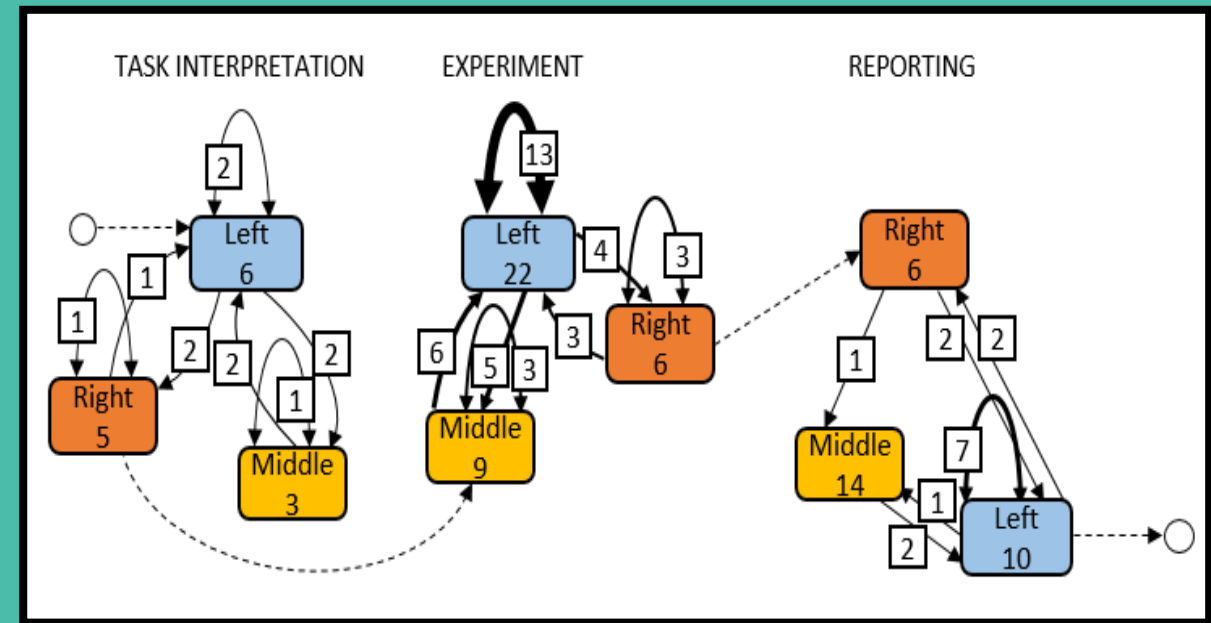 TASK INTERPRETATION
EXPERIMENT
REPORTING
2
Left
6
1
1
2
2
2
1
Right
5
Middle
3
13
Left
22
4
3
Right
6
3
6
5
3
Middle
9
Right
6
2
2
1
7
Middle
14
1
2
Left
10